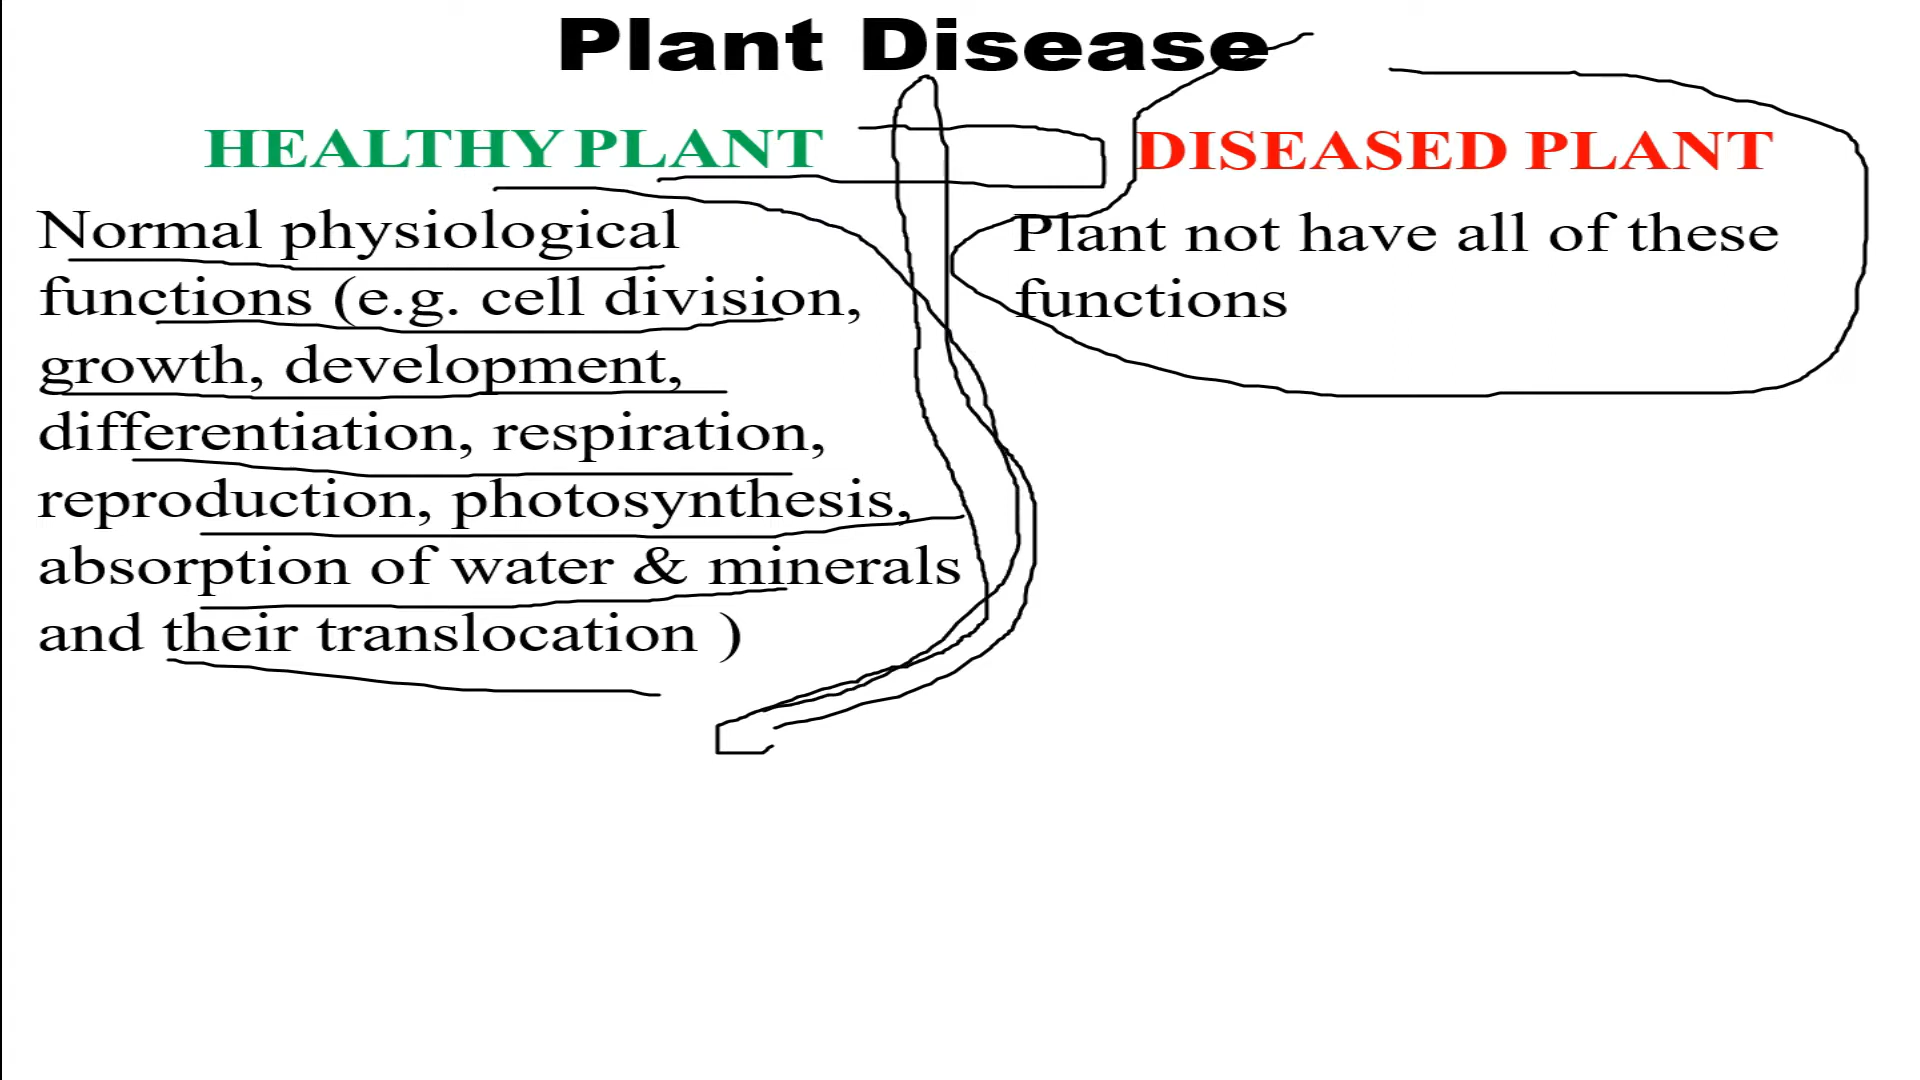 Plant Disease
HEALTHY PLANT
Normal physiological
functions (e.g. cell division,
growth, development,
differentiation, respiration,
reproduction, photosynthesis,
absorption of water & minerals
and their translocation )
DISEASED PLANT
Plant not have all of these
functions